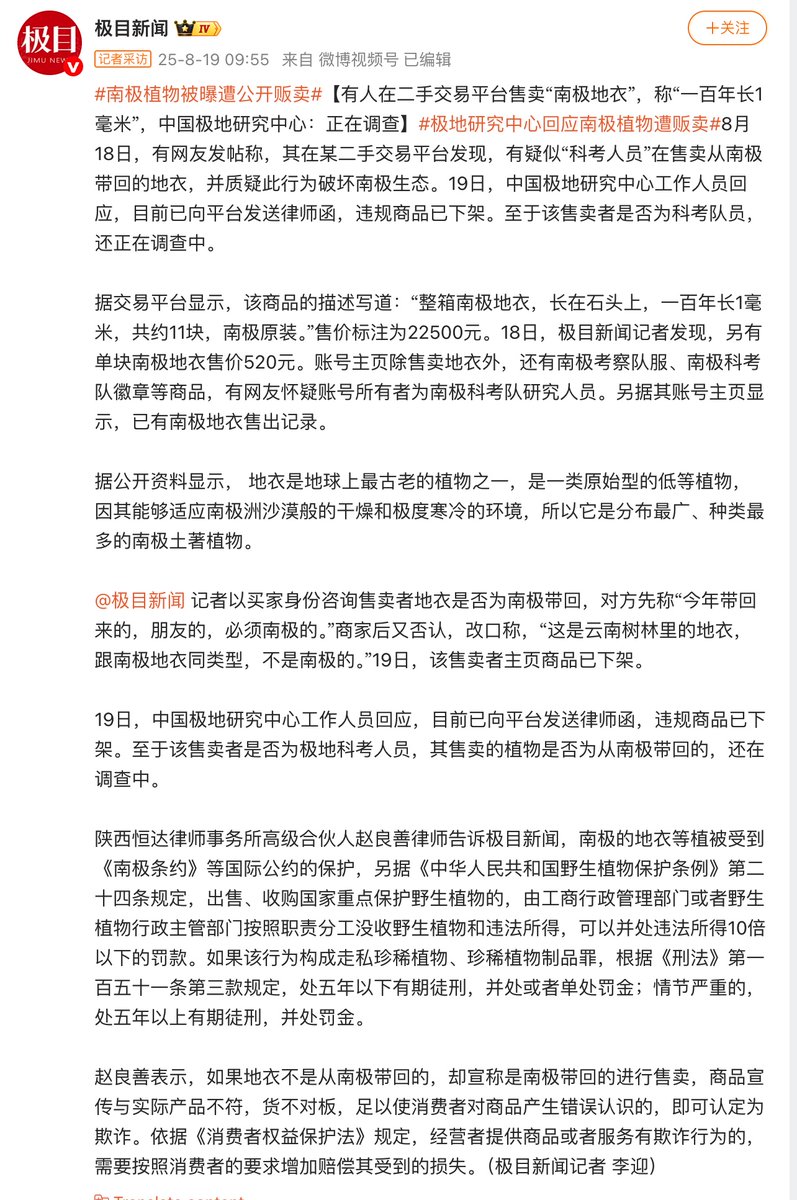 极目
JIMU NEWS
极目新闻 IV
+关注
记者采访 25-8-19 09:55 来自 微博视频号 已编辑
#南极植物被曝遭公开贩卖#【有人在二手交易平台售卖“南极地衣”，称“一百年长1
毫米”，中国极地研究中心：正在调查】#极地研究中心回应南极植物遭贩卖#8月
18日，有网友发帖称，其在某二手交易平台发现，有疑似“科考人员”在售卖从南极
带回的地衣，并质疑此行为破坏南极生态。19日，中国极地研究中心工作人员回
应，目前已向平台发送律师函，违规商品已下架。至于该售卖者是否为科考队员，
还正在调查中。
据交易平台显示，该商品的描述写道：“整箱南极地衣，长在石头上，一百年长1毫
米，共约11块，南极原装。”售价标注为22500元。18日，极目新闻记者发现，另有
单块南极地衣售价520元。账号主页除售卖地衣外，还有南极考察队服、南极科考
队徽章等商品，有网友怀疑账号所有者为南极科考队研究人员。另据其账号主页显
示，已有南极地衣售出记录。
据公开资料显示， 地衣是地球上最古老的植物之一，是一类原始型的低等植物，
因其能够适应南极洲沙漠般的干燥和极度寒冷的环境，所以它是分布最广、种类最
多的南极土著植物。
@极目新闻 记者以买家身份咨询售卖者地衣是否为南极带回，对方先称“今年带回
来的，朋友的，必须南极的。”商家后又否认，改口称，“这是云南树林里的地衣，
跟南极地衣同类型，不是南极的。”19日，该售卖者主页商品已下架。
19日，中国极地研究中心工作人员回应，目前已向平台发送律师函，违规商品已下
架。至于该售卖者是否为极地科考人员，其售卖的植物是否为从南极带回的，还在
调查中。
陕西恒达律师事务所高级合伙人赵良善律师告诉极目新闻，南极的地衣等植被受到
《南极条约》等国际公约的保护，另据《中华人民共和国野生植物保护条例》第二
十四条规定，出售、收购国家重点保护野生植物的，由工商行政管理部门或者野生
植物行政主管部门按照职责分工没收野生植物和违法所得，可以并处违法所得10倍
以下的罚款。如果该行为构成走私珍稀植物、珍稀植物制品罪，根据《刑法》第一
百五十一条第三款规定，处五年以下有期徒刑，并处或者单处罚金；情节严重的，
处五年以上有期徒刑，并处罚金。
赵良善表示，如果地衣不是从南极带回的，却宣称是南极带回的进行售卖，商品宣
传与实际产品不符，货不对板，足以使消费者对商品产生错误认识的，即可认定为
欺诈。依据《消费者权益保护法》规定，经营者提供商品或者服务有欺诈行为的，
需要按照消费者的要求增加赔偿其受到的损失。（极目新闻记者 李迎）
Translate content